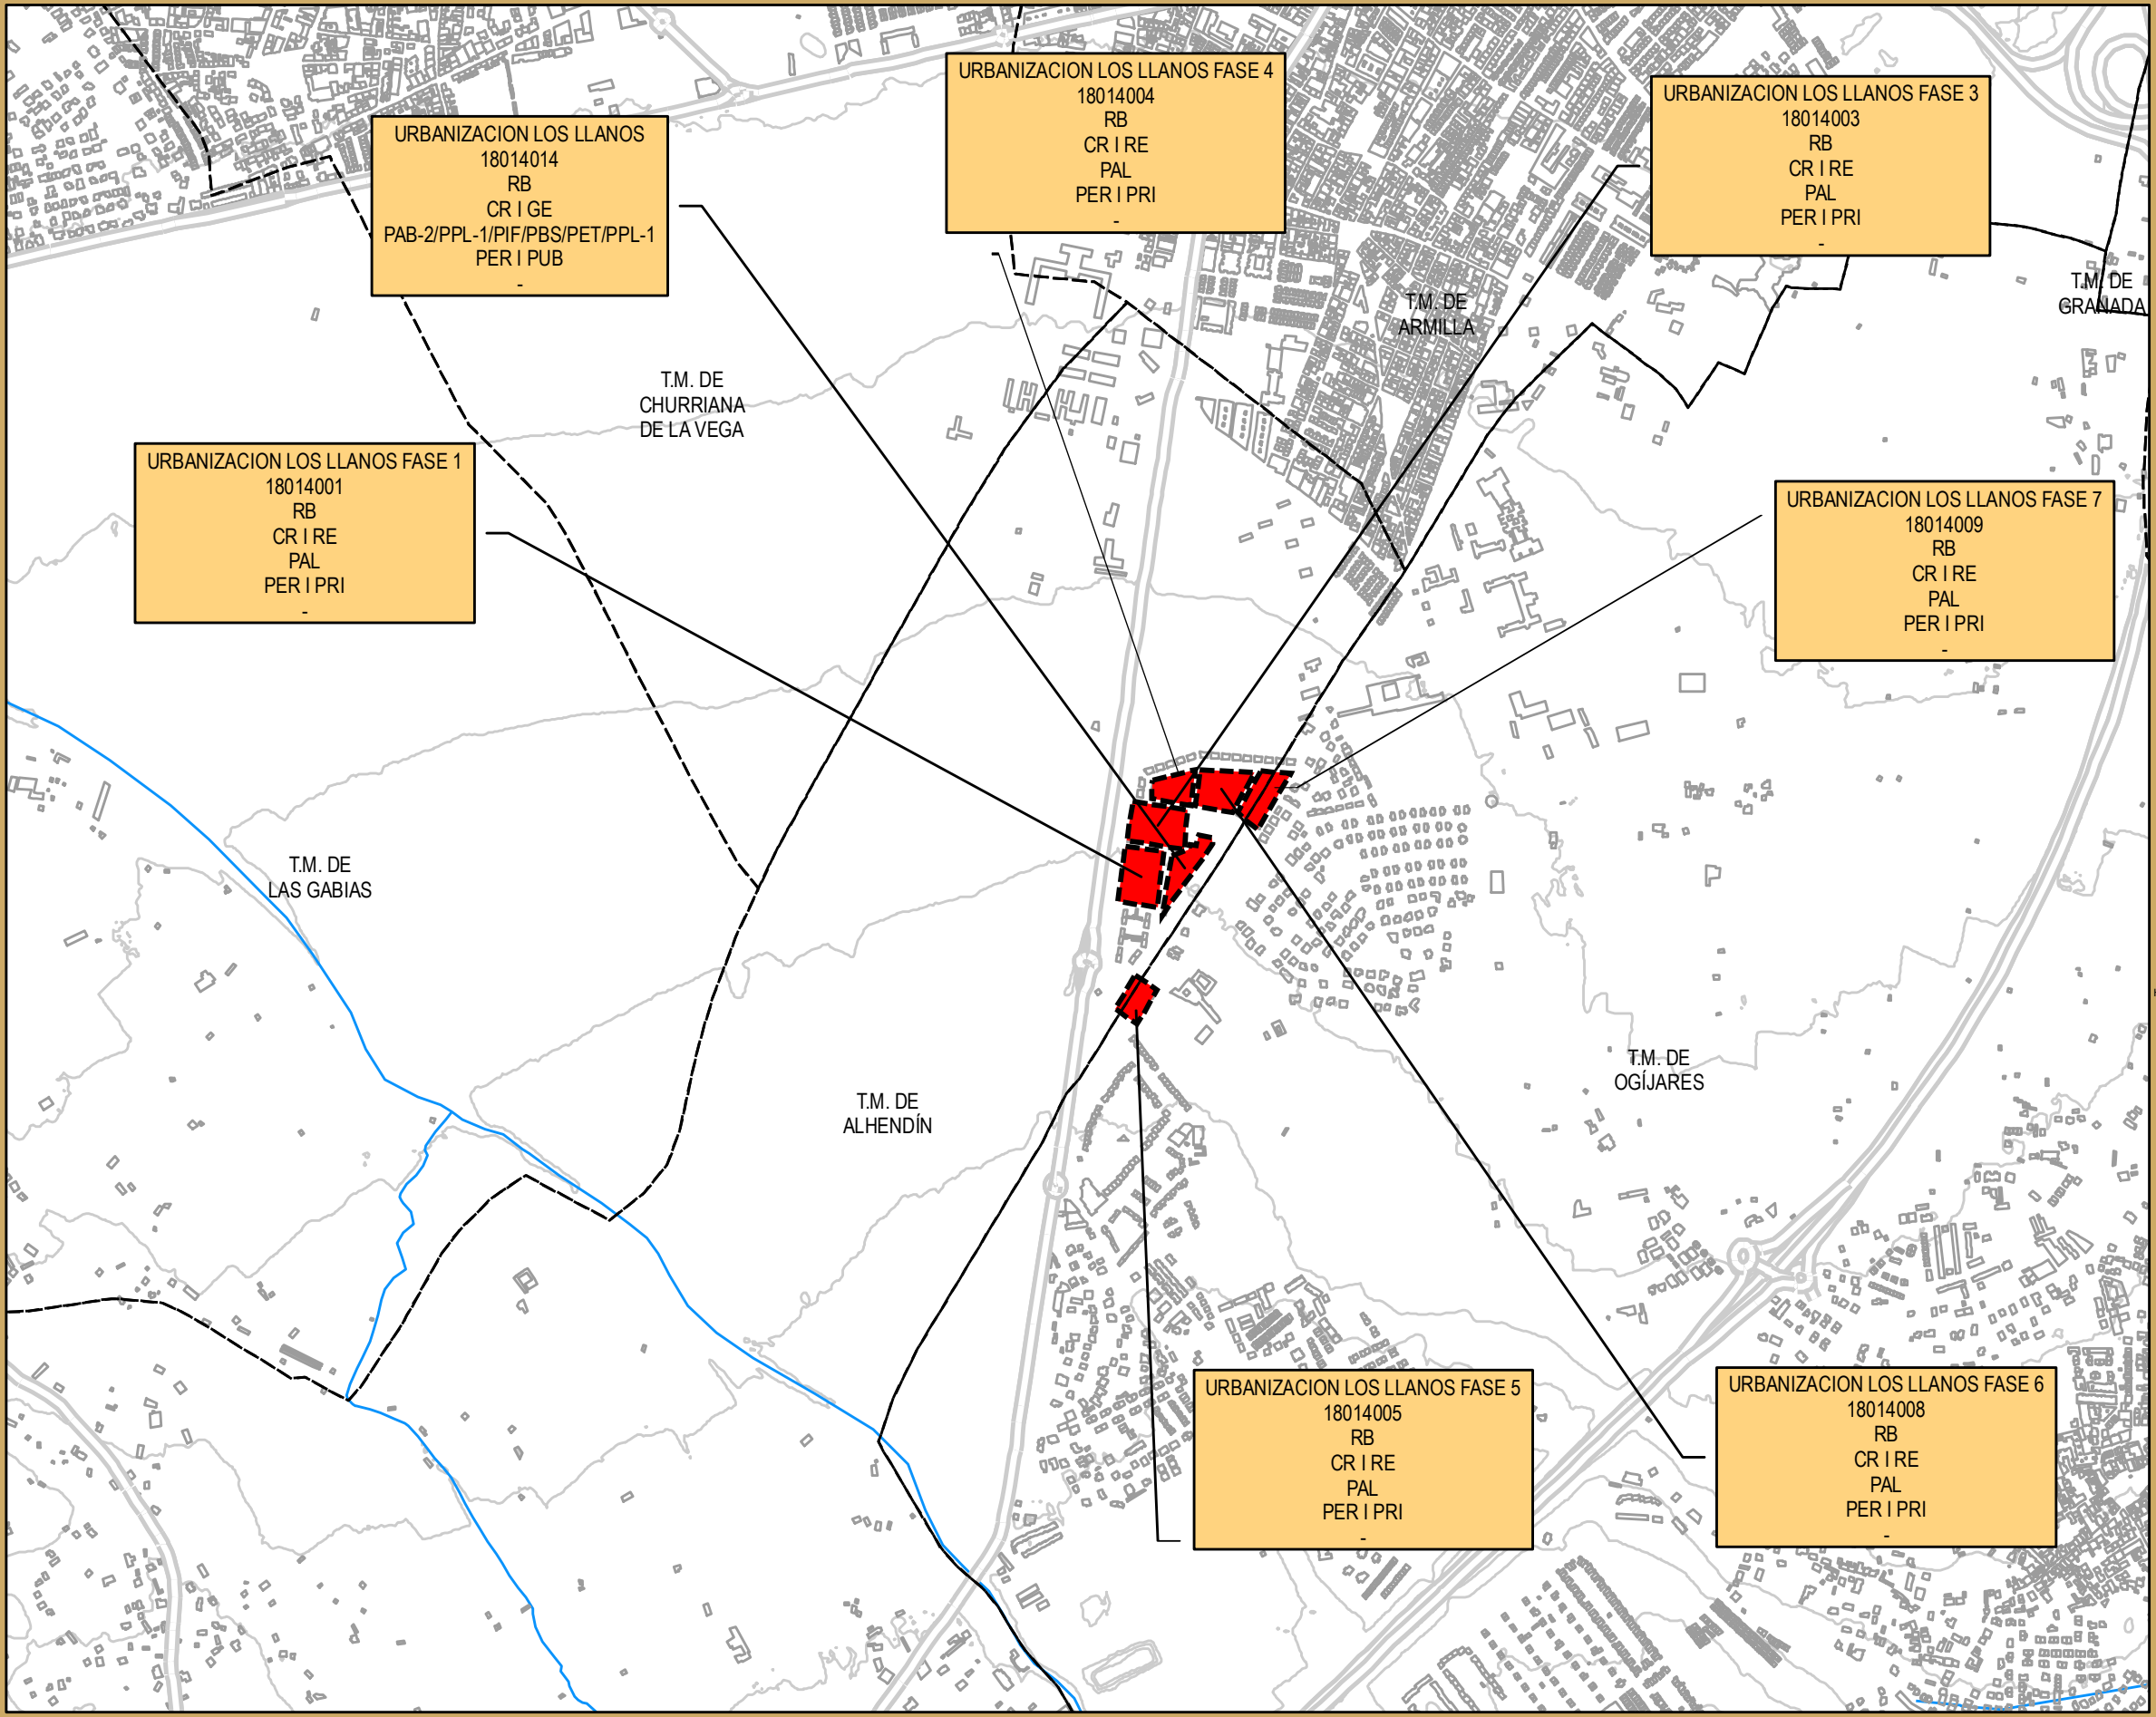 URBANIZACION LOS LLANOS FASE 4
18014004
RB
CR I RE
PAL
PER I PRI
-
URBANIZACION LOS LLANOS FASE 3
18014003
RB
CR I RE
PAL
PER I PRI
-
URBANIZACION LOS LLANOS
18014014
RB
CR I GE
PAB-2/PPL-1/PIF/PBS/PET/PPL-1
PER I PUB
-
T.M. DE
GRANADA
T.M. DE
ARMILLA
T.M. DE
CHURRIANA
DE LA VEGA
URBANIZACION LOS LLANOS FASE 1
18014001
RB
CR I RE
PAL
PER I PRI
-
URBANIZACION LOS LLANOS FASE 7
18014009
RB
CR I RE
PAL
PER I PRI
-
T.M. DE
LAS GABIAS
T.M. DE
OGÍJARES
T.M. DE
ALHENDÍN
URBANIZACION LOS LLANOS FASE 5
18014005
RB
CR I RE
PAL
PER I PRI
-
URBANIZACION LOS LLANOS FASE 6
18014008
RB
CR I RE
PAL
PER I PRI
-